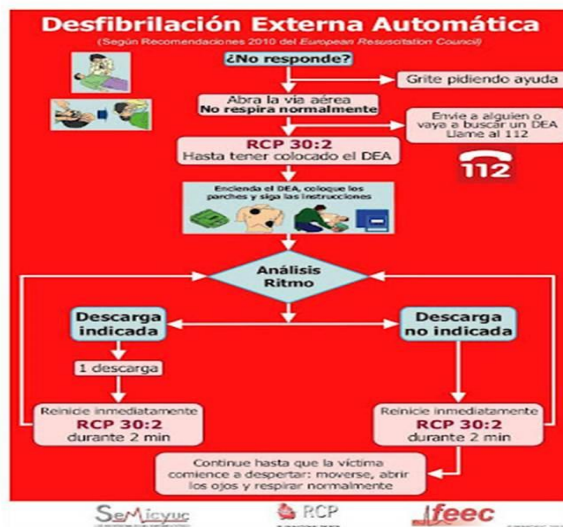 Desfibrilación Externa Automática
(Según Recomendaciones 2010 del European Resuscitation Council)
¿No responde?
Grite pidiendo ayuda
Abra la vía aérea
No respira normalmente
Envíe a alguien o
vaya a buscar un DEA
Llame al 112
RCP 30:2
Hasta tener colocado el DEA
112
Encienda el DEA, coloque los
parches y siga las instrucciones
Análisis
Ritmo
Descarga
indicada
Descarga
no indicada
1 descarga
Reinicie inmediatamente
RCP 30:2
durante 2 min
Reinicie inmediatamente
RCP 30:2
durante 2 min
Continue hasta que la víctima
comience a despertar: moverse, abrir
los ojos y respirar normalmente
SeMicyuc
RCP
feec